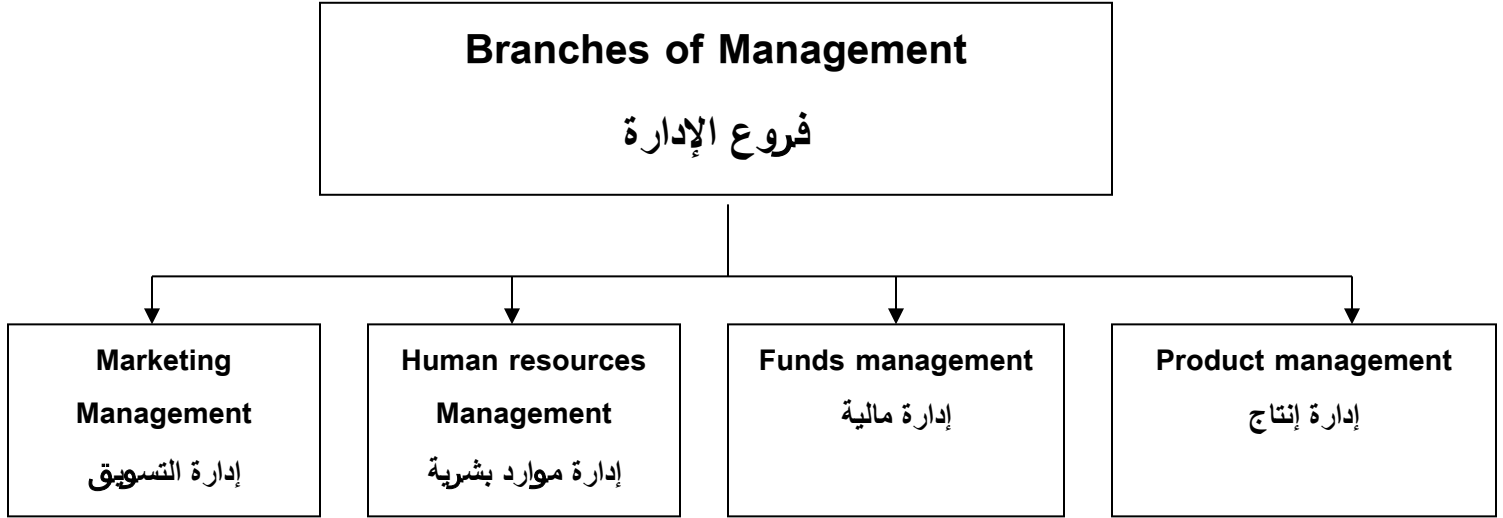 Branches of Management
فروع الإدارة
Marketing
Management
إدارة التسويق
Human resources
Management
إدارة موارد بشرية
Funds management
إدارة مالية
Product management
إدارة إنتاج